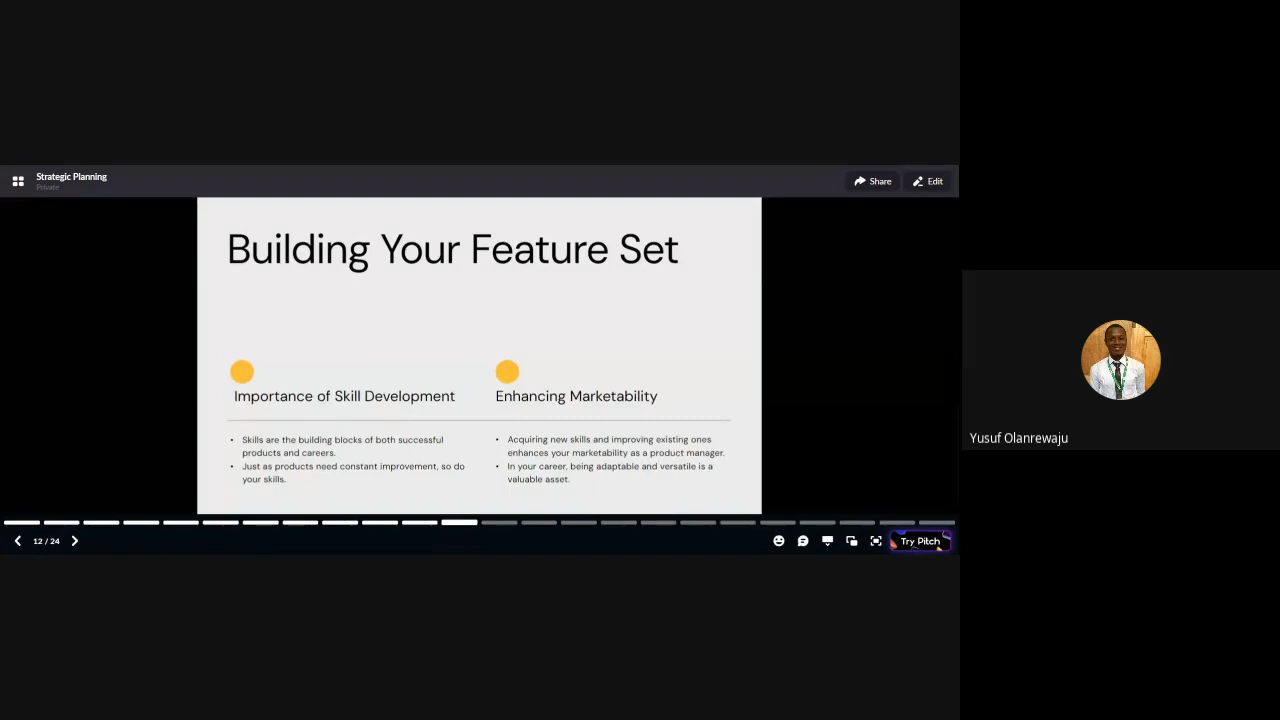 Strategic Planning
Private
Share
Edit
Building Your Feature Set
Importance of Skill Development
• Skills are the building blocks of both successful
products and careers.
• Just as products need constant improvement, so do
your skills.
Enhancing Marketability
• Acquiring new skills and improving existing ones
enhances your marketability as a product manager.
• In your career, being adaptable and versatile is a
valuable asset.
12 / 24
Try Pitch
Yusuf Olanrewaju